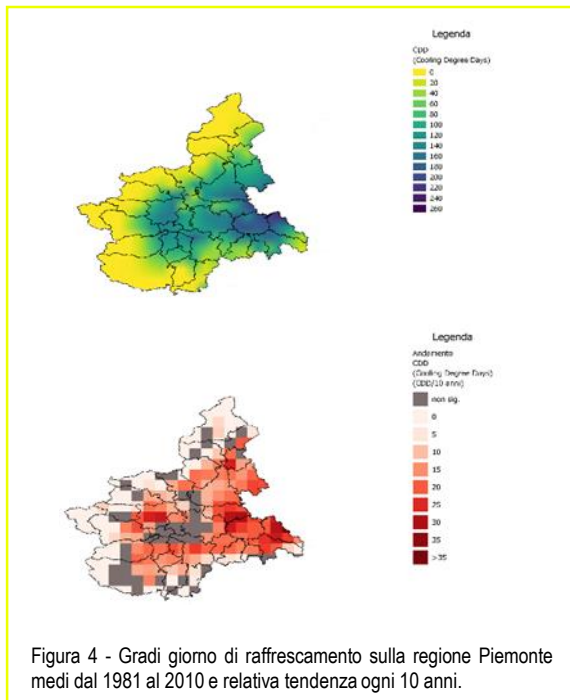 Legenda
CDD
(Cooling Degree Days)
0
20
40
60
80
100
120
140
160
180
200
220
240
260
Legenda
Andamento
CDD
(Cooling Degree Days)
(CDD/10 anni)
non sig.
0
5
10
15
20
25
30
35
>35
Figura 4 - Gradi giorno di raffrescamento sulla regione Piemonte
medi dal 1981 al 2010 e relativa tendenza ogni 10 anni.